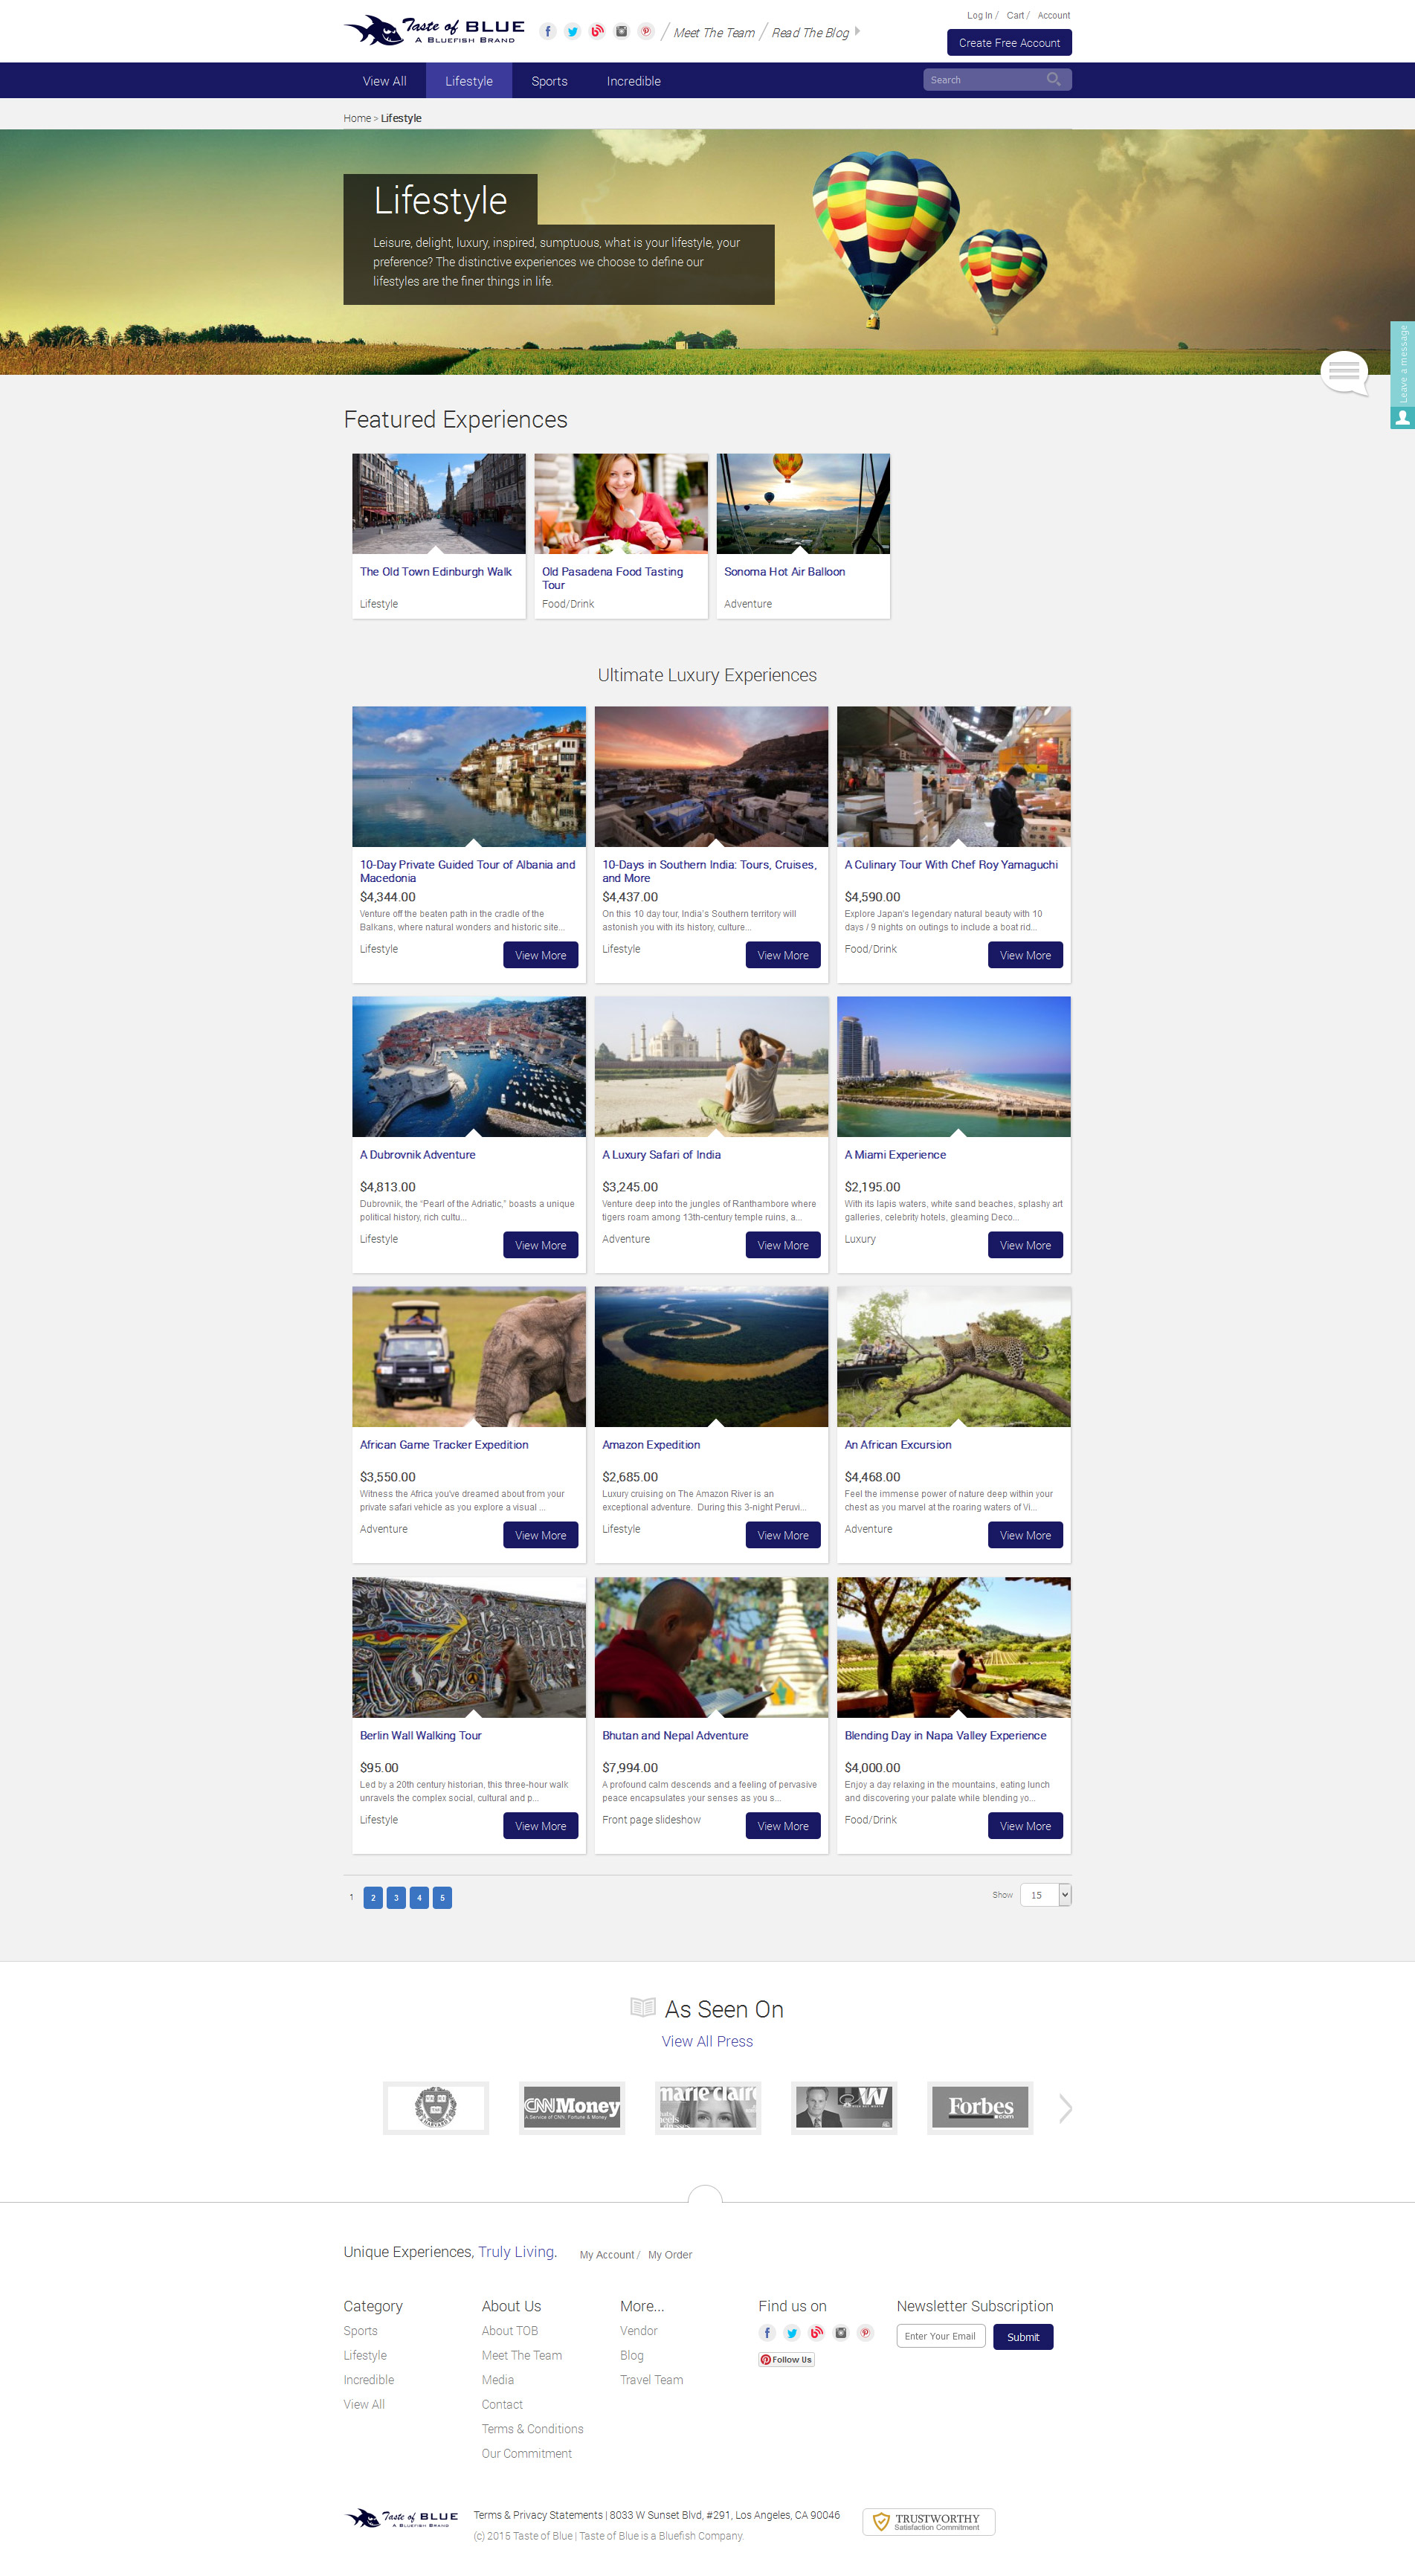 Taste of BLUE
A BLUEFISH BRAND
Meet The Team
Read The Blog
Log In / Cart / Account
Create Free Account
View All
Lifestyle
Sports
Incredible
Search
Home > Lifestyle
Lifestyle
Leisure, delight, luxury, inspired, sumptuous, what is your lifestyle, your
preference? The distinctive experiences we choose to define our
lifestyles are the finer things in life.
Leave a message
Featured Experiences
The Old Town Edinburgh Walk
Lifestyle
Old Pasadena Food Tasting
Tour
Food/Drink
Sonoma Hot Air Balloon
Adventure
Ultimate Luxury Experiences
10-Day Private Guided Tour of Albania and
Macedonia
$4,344.00
Venture off the beaten path in the cradle of the
Balkans, where natural wonders and historic site...
Lifestyle
View More
10-Days in Southern India: Tours, Cruises,
and More
$4,437.00
On this 10 day tour, India's Southern territory will
astonish you with its history, culture...
Lifestyle
View More
A Culinary Tour With Chef Roy Yamaguchi
$4,590.00
Explore Japan's legendary natural beauty with 10
days / 9 nights on outings to include a boat rid...
Food/Drink
View More
A Dubrovnik Adventure
$4,813.00
Dubrovnik, the “Pearl of the Adriatic,” boasts a unique
political history, rich cultu...
Lifestyle
View More
A Luxury Safari of India
$3,245.00
Venture deep into the jungles of Ranthambore where
tigers roam among 13th-century temple ruins, a...
Adventure
View More
A Miami Experience
$2,195.00
With its lapis waters, white sand beaches, splashy art
galleries, celebrity hotels, gleaming Deco...
Luxury
View More
African Game Tracker Expedition
$3,550.00
Witness the Africa you've dreamed about from your
private safari vehicle as you explore a visual ...
Adventure
View More
Amazon Expedition
$2,685.00
Luxury cruising on The Amazon River is an
exceptional adventure. During this 3-night Peruvi...
Lifestyle
View More
An African Excursion
$4,468.00
Feel the immense power of nature deep within your
chest as you marvel at the roaring waters of Vi...
Adventure
View More
Berlin Wall Walking Tour
$95.00
Led by a 20th century historian, this three-hour walk
unravels the complex social, cultural and p...
Lifestyle
View More
Bhutan and Nepal Adventure
$7,994.00
A profound calm descends and a feeling of pervasive
peace encapsulates your senses as you s...
Front page slideshow
View More
Blending Day in Napa Valley Experience
$4,000.00
Enjoy a day relaxing in the mountains, eating lunch
and discovering your palate while blending yo...
Food/Drink
View More
1 2 3 4 5
Show 15
As Seen On
View All Press
CNNMoney
A Service of CNN, Fortune & Money
marie claire
W
Forbes
.com
Unique Experiences, Truly Living.
My Account / My Order
Category
Sports
Lifestyle
Incredible
View All
About Us
About TOB
Meet The Team
Media
Contact
Terms & Conditions
Our Commitment
More...
Vendor
Blog
Travel Team
Find us on
Follow Us
Newsletter Subscription
Enter Your Email
Submit
Taste of BLUE
A BLUEFISH BRAND
Terms & Privacy Statements | 8033 W Sunset Blvd, #291, Los Angeles, CA 90046
(c) 2015 Taste of Blue | Taste of Blue is a Bluefish Company.
TRUSTWORTHY
Satisfaction Commitment